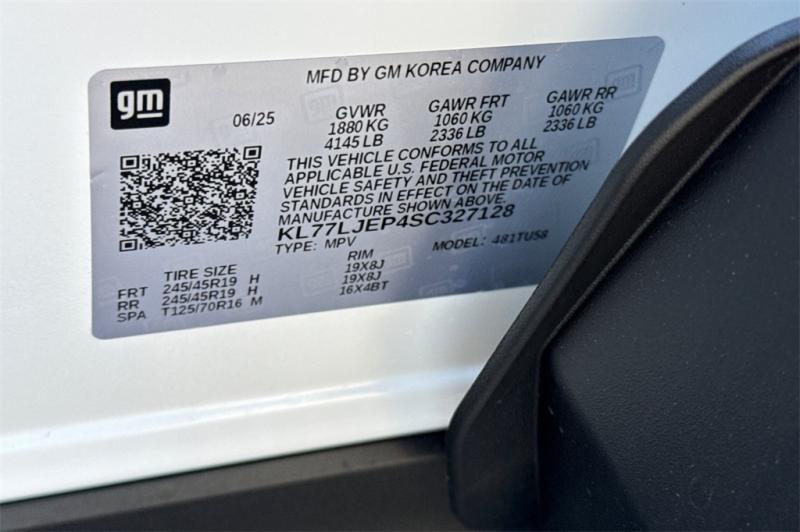 MFD BY GM KOREA COMPANY
gm
06/25
GVWR
1880 KG
4145 LB
GAWR FRT
1060 KG
2336 LB
GAWR RR
1060 KG
2336 LB
THIS VEHICLE CONFORMS TO ALL
APPLICABLE U.S. FEDERAL MOTOR
VEHICLE SAFETY AND THEFT PREVENTION
STANDARDS IN EFFECT ON THE DATE OF
MANUFACTURE SHOWN ABOVE.
KL77LJEP4SC327128
TYPE: MPV
MODEL: 481TU58
TIRE SIZE
RIM
FRT 245/45R19 H 19X8J
RR 245/45R19 H 19X8J
SPA T125/70R16 M 16X4BT